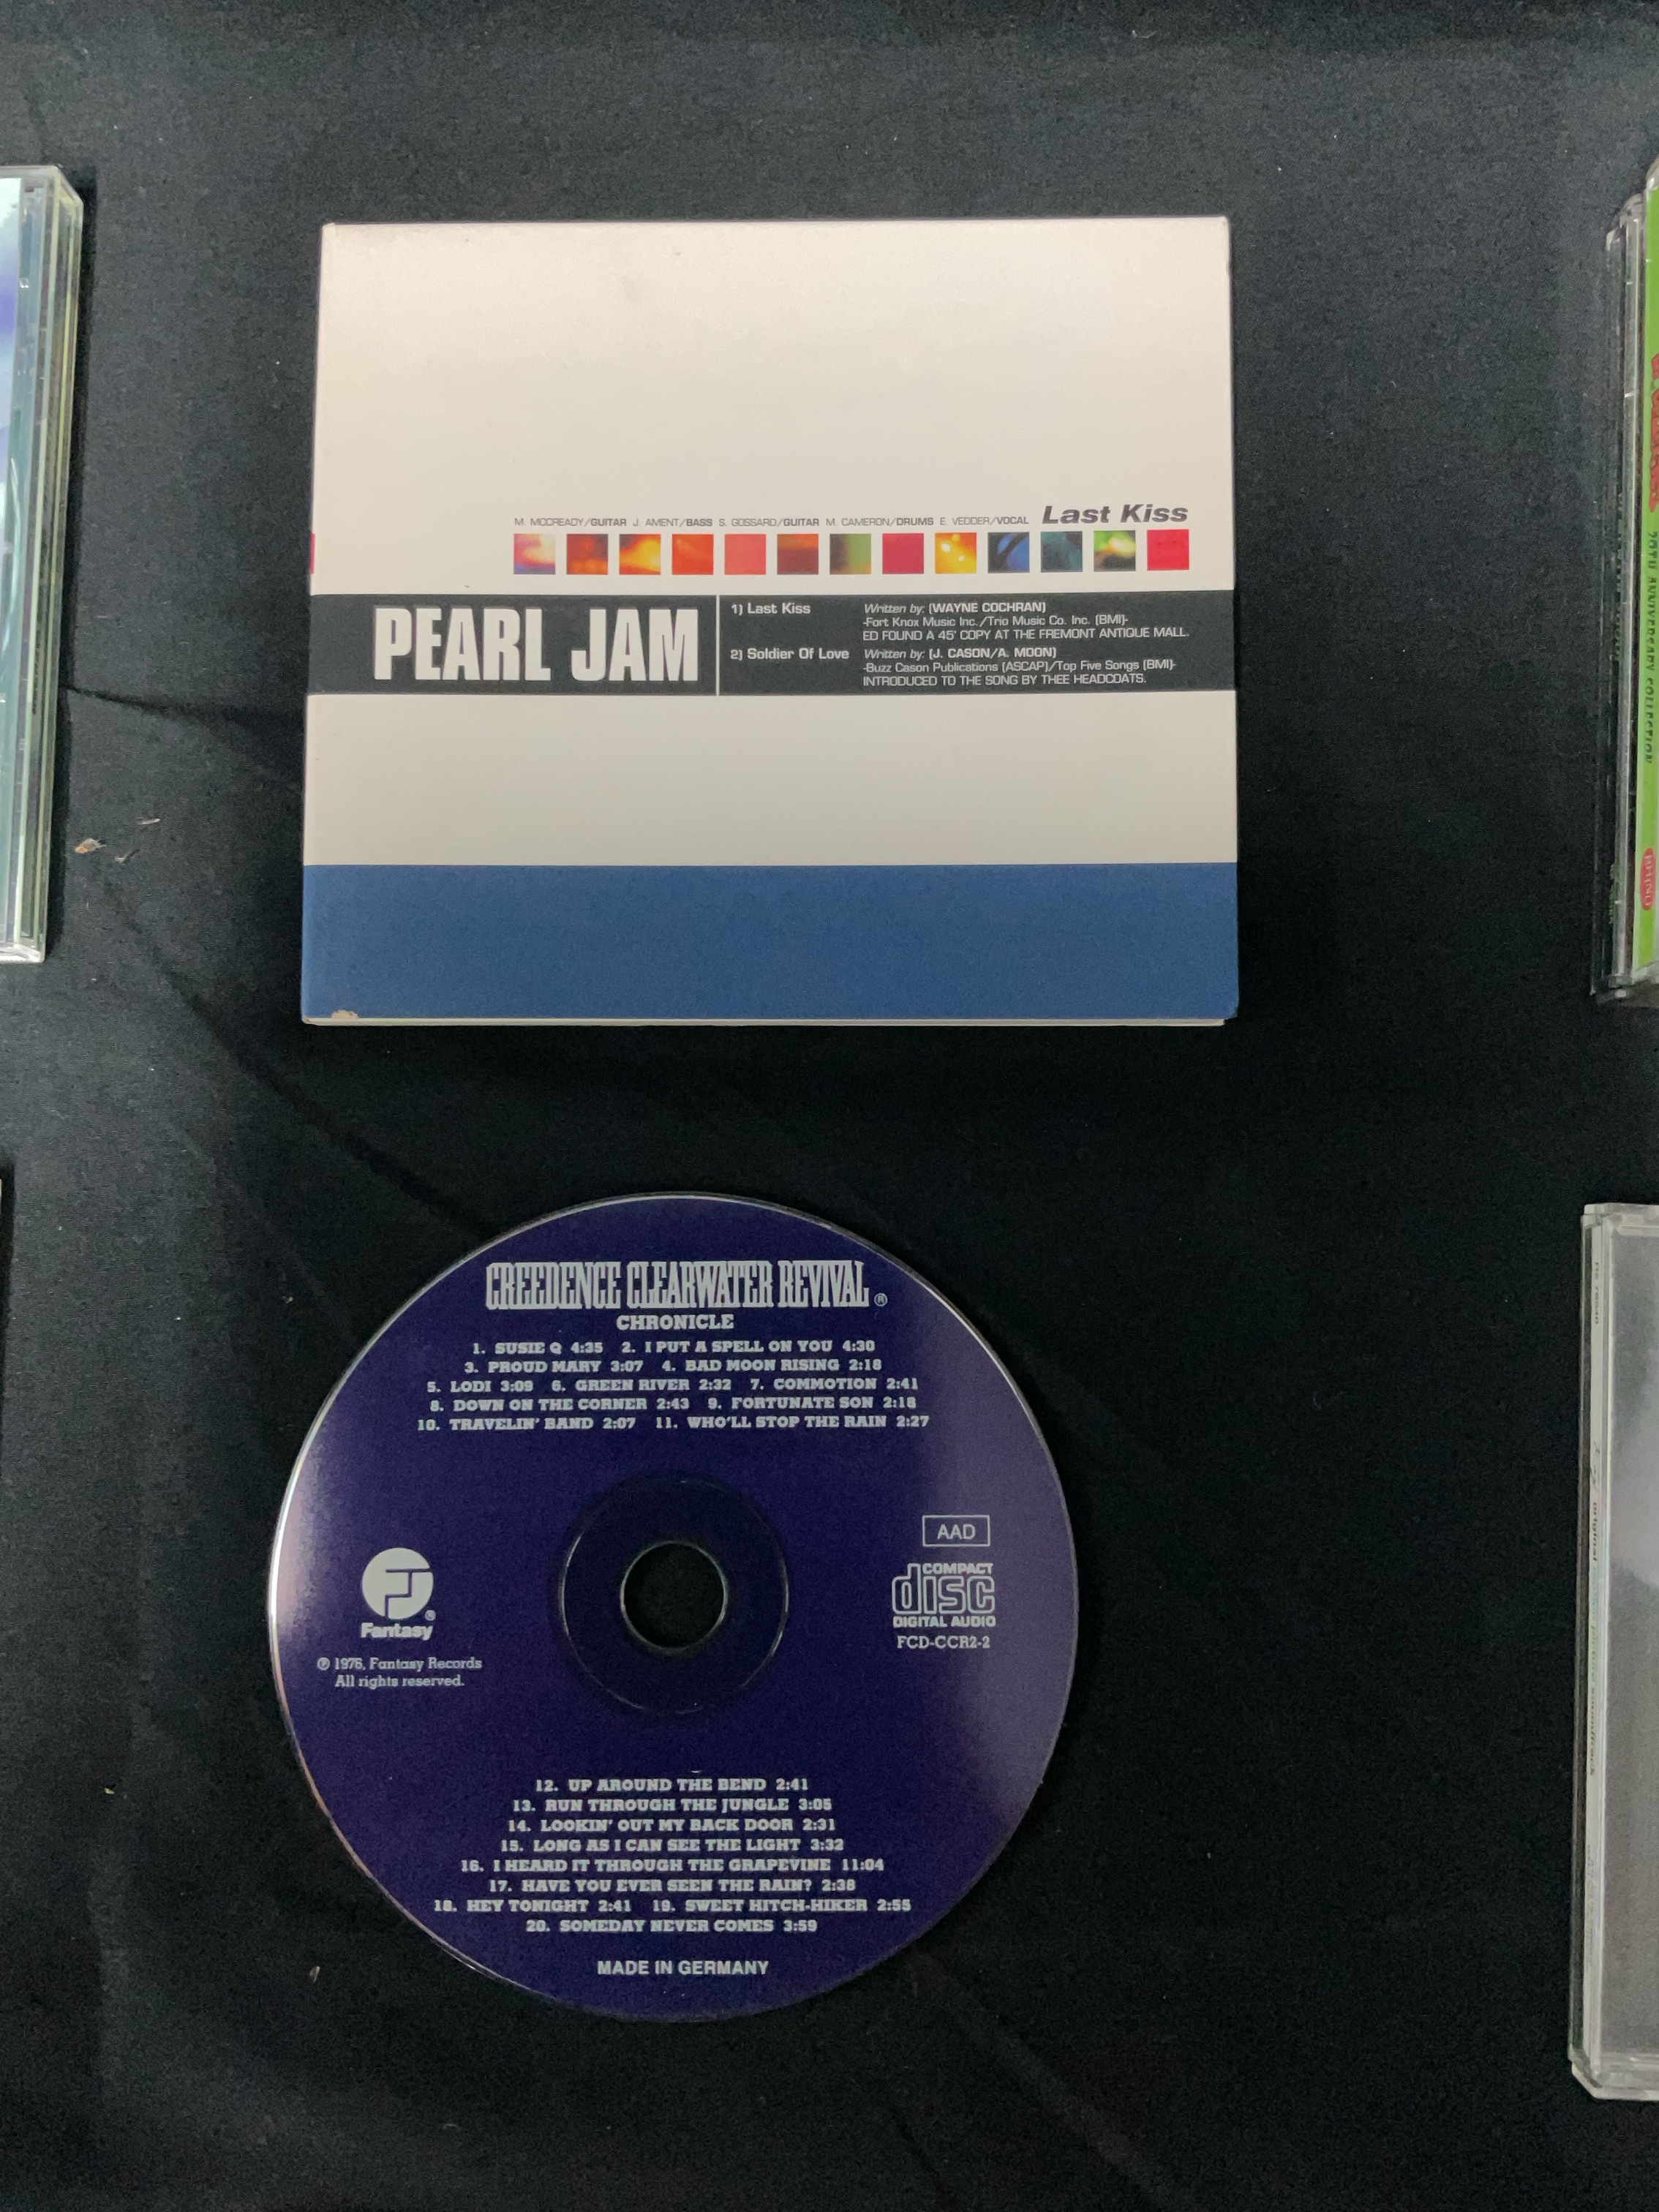 M. MCCREADY/GUITAR J. AMENT/BASS S. GOSSARD/GUITAR M. CAMERON/DRUMS E. VEDDER/VOCAL Last Kiss
PEARL JAM
1) Last Kiss Written by: (WAYNE COCHRAN)
-Fort Knox Music Inc./Trio Music Co. Inc. (BMI)-
ED FOUND A 45' COPY AT THE FREMONT ANTIQUE MALL.
2) Soldier Of Love Written by: (J. CASON/A. MOON)
-Buzz Cason Publications (ASCAP)/Top Five Songs (BMI)-
INTRODUCED TO THE SONG BY THEE HEADCOATS.
20TH ANNIVERSARY COLLECTION
RHINO
CREEDENCE CLEARWATER REVIVAL ®
CHRONICLE
1. SUSIE Q 4:35 2. I PUT A SPELL ON YOU 4:30
3. PROUD MARY 3:07 4. BAD MOON RISING 2:18
5. LODI 3:09 6. GREEN RIVER 2:32 7. COMMOTION 2:41
8. DOWN ON THE CORNER 2:43 9. FORTUNATE SON 2:18
10. TRAVELIN' BAND 2:07 11. WHO'LL STOP THE RAIN 2:27
AAD
COMPACT
disc
DIGITAL AUDIO
FCD-CCR2-2
Fantasy ®
℗ 1976, Fantasy Records
All rights reserved.
12. UP AROUND THE BEND 2:41
13. RUN THROUGH THE JUNGLE 3:05
14. LOOKIN' OUT MY BACK DOOR 2:31
15. LONG AS I CAN SEE THE LIGHT 3:32
16. I HEARD IT THROUGH THE GRAPEVINE 11:04
17. HAVE YOU EVER SEEN THE RAIN? 2:38
18. HEY TONIGHT 2:41 19. SWEET HITCH-HIKER 2:55
20. SOMEDAY NEVER COMES 3:59
MADE IN GERMANY